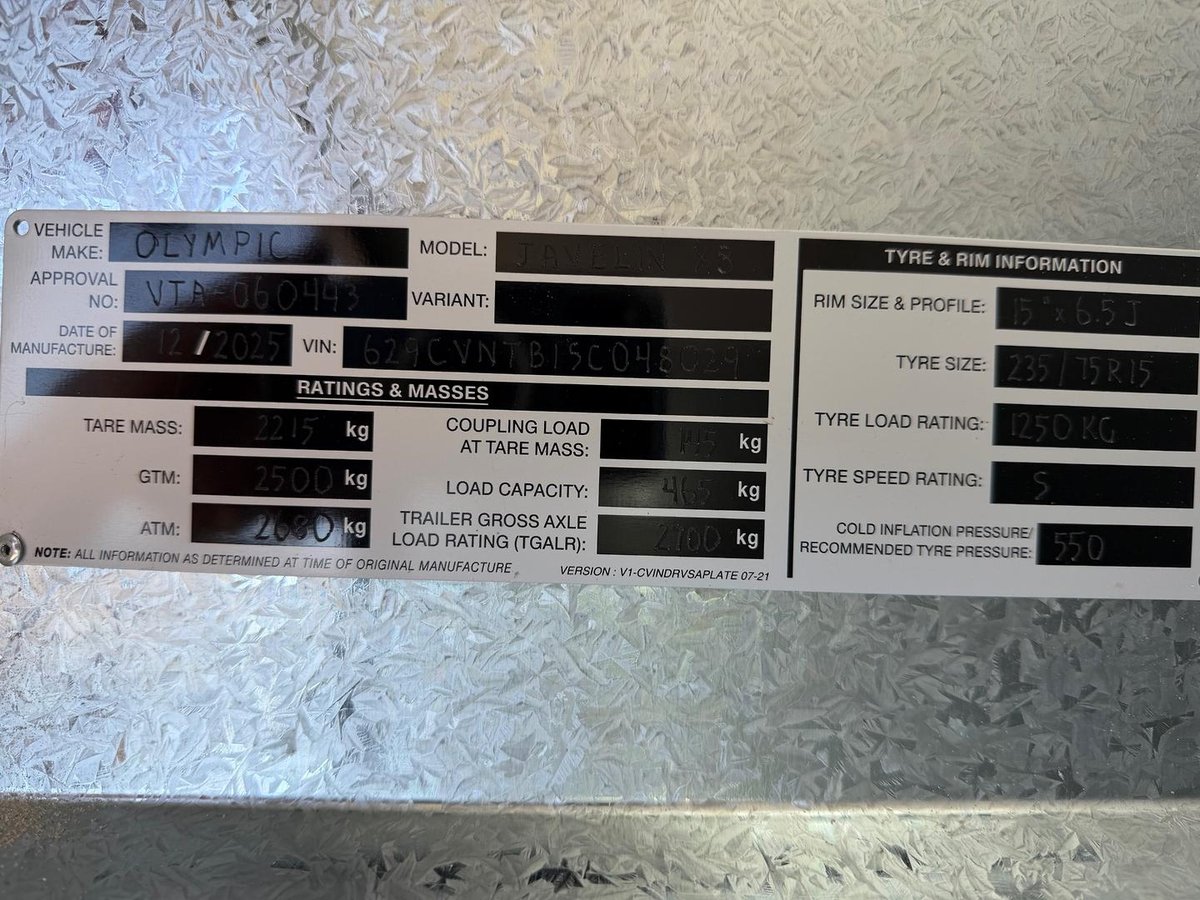 VEHICLE MAKE: OLYMPIC MODEL: JAVELIN X3
APPROVAL NO: VTA-060443 VARIANT:
DATE OF MANUFACTURE: 12 / 2025 VIN: 629CVNTB15C048029
RATINGS & MASSES
TARE MASS: 2215 kg COUPLING LOAD AT TARE MASS: kg
GTM: 2500 kg LOAD CAPACITY: 465 kg
ATM: 2680 kg TRAILER GROSS AXLE LOAD RATING (TGALR): 2700 kg
NOTE: ALL INFORMATION AS DETERMINED AT TIME OF ORIGINAL MANUFACTURE
VERSION : V1-CVINDRVSAPLATE 07-21
TYRE & RIM INFORMATION
RIM SIZE & PROFILE: 15" x 6.5J
TYRE SIZE: 235/75R15
TYRE LOAD RATING: 1250 KG
TYRE SPEED RATING: S
COLD INFLATION PRESSURE/
RECOMMENDED TYRE PRESSURE: 550